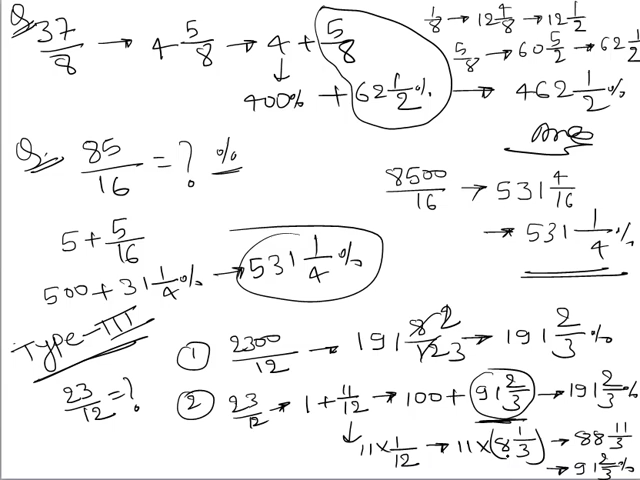 Q. 37/8 → 4 5/8 → 4 + 5/8
↓
400% + 62 1/2 % → 462 1/2 %
Ans
1/8 → 12 4/8 → 12 1/2
5/8 → 60 5/2 → 62 1/2
Q. 85/16 = ? %
5 + 5/16
500 + 31 1/4 % → 531 1/4 %
8500/16 → 531 4/16
→ 531 1/4 %
Type-III
23/12 = ?
① 2300/12 → 191 8 2/12 3 → 191 2/3 %
② 23/12 → 1 + 11/12 → 100 + 91 2/3 → 191 2/3 %
↓
11 × 1/12 → 11 × (8 1/3) → 88 11/3
→ 91 2/3 %